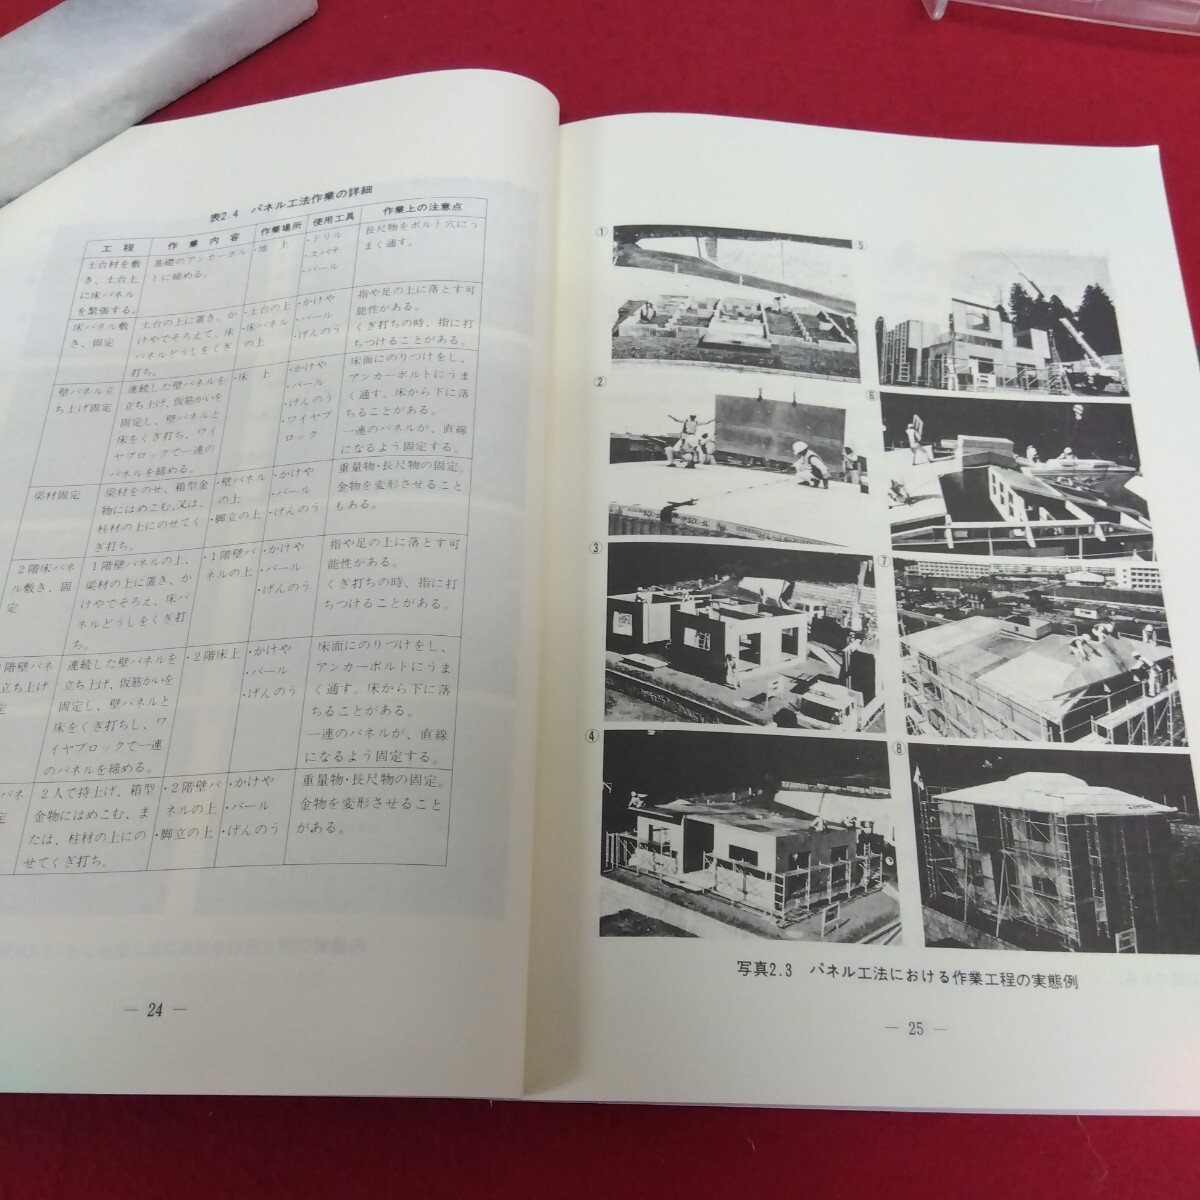 表2.4 パネル工法作業の詳細
工程 作業内容 作業場所 使用工具 作業上の注意点
土台材を敷
き、土台上
に床パネル
を緊張する。
基礎のアンカーボル
トに締める。
・地上
・ドリル
・スパナ
・バール
長尺物をボルト穴にう
まく通す。
床パネル敷
き、固定
土台の上に置き、か
けやでそろえて、床
パネルどうしをくぎ
打ち。
・土台の上
・床パネル
の上
・かけや
・バール
・げんのう
指や足の上に落とす可
能性がある。
くぎ打ちの時、指に打
ちつけることがある。
壁パネル立
ち上げ固定
連続した壁パネルを
立ち上げ、仮筋かいを
固定し、壁パネルと
床をくぎ打ち、ワイ
ヤブロックで一連の
パネルを締める。
・床上
・かけや
・バール
・げんのう
・ワイヤブ
ロック
床面にのりつけをし、
アンカーボルトにうま
く通す。床から下に落
ちることがある。
一連のパネルが、直線
になるよう固定する。
梁材固定
梁材をのせ、箱型金
物にはめこむ、又は、
柱材の上にのせてく
ぎ打ち。
・壁パネル
の上
・脚立の上
・かけや
・バール
・げんのう
重量物・長尺物の固定。
金物を変形させること
もある。
2階床パネ
ル敷き、固
定
1階壁パネルの上、
梁材の上に置き、か
けやでそろえ、床パ
ネルどうしをくぎ打
ち。
・1階壁パ
ネルの上
・かけや
・バール
・げんのう
指や足の上に落とす可
能性がある。
くぎ打ちの時、指に打
ちつけることがある。
階壁パネ
立ち上げ
定
連続した壁パネルを
立ち上げ、仮筋かいを
固定し、壁パネルと
床をくぎ打ちし、ワ
イヤブロックで一連
のパネルを締める。
・2階床上
・かけや
・バール
・げんのう
床面にのりつけをし、
アンカーボルトにうま
く通す。床から下に落
ちることがある。
一連のパネルが、直線
になるよう固定する。
パネ
定
2人で持上げ、箱型
金物にはめこむ、ま
たは、柱材の上にの
せてくぎ打ち。
・2階壁パ
ネルの上
・脚立の上
・かけや
・バール
・げんのう
重量物・長尺物の固定。
金物を変形させること
がある。
— 24 —
①
②
③
④
⑤
⑥
⑦
⑧
写真2.3 パネル工法における作業工程の実態例
— 25 —